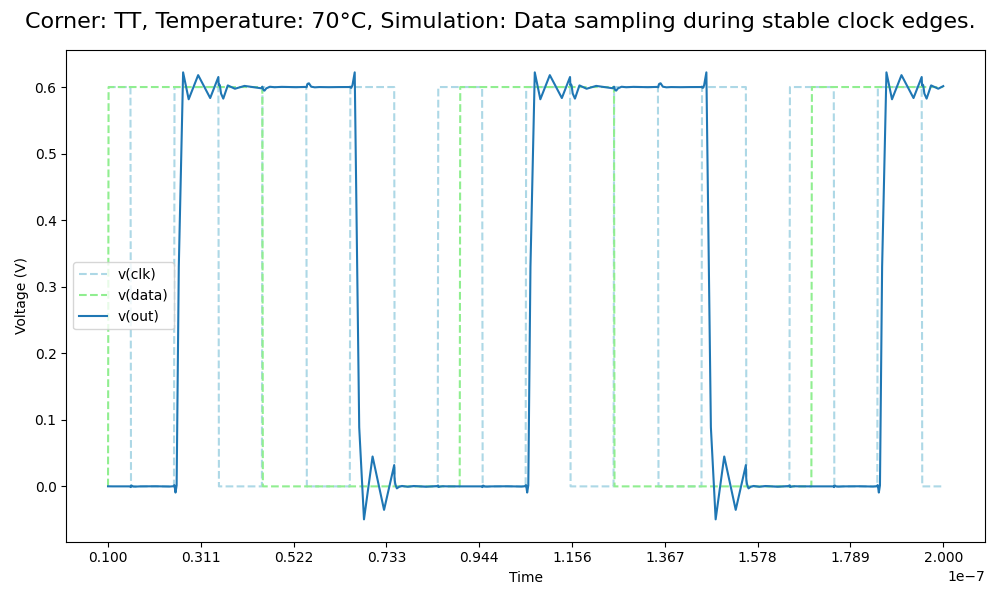 Corner: TT, Temperature: 70°C, Simulation: Data sampling during stable clock edges.
Voltage (V)
0.6
0.5
0.4
0.3
0.2
0.1
0.0
v(clk)
v(data)
v(out)
0.100 0.311 0.522 0.733 0.944 1.156 1.367 1.578 1.789 2.000
Time
1e−7